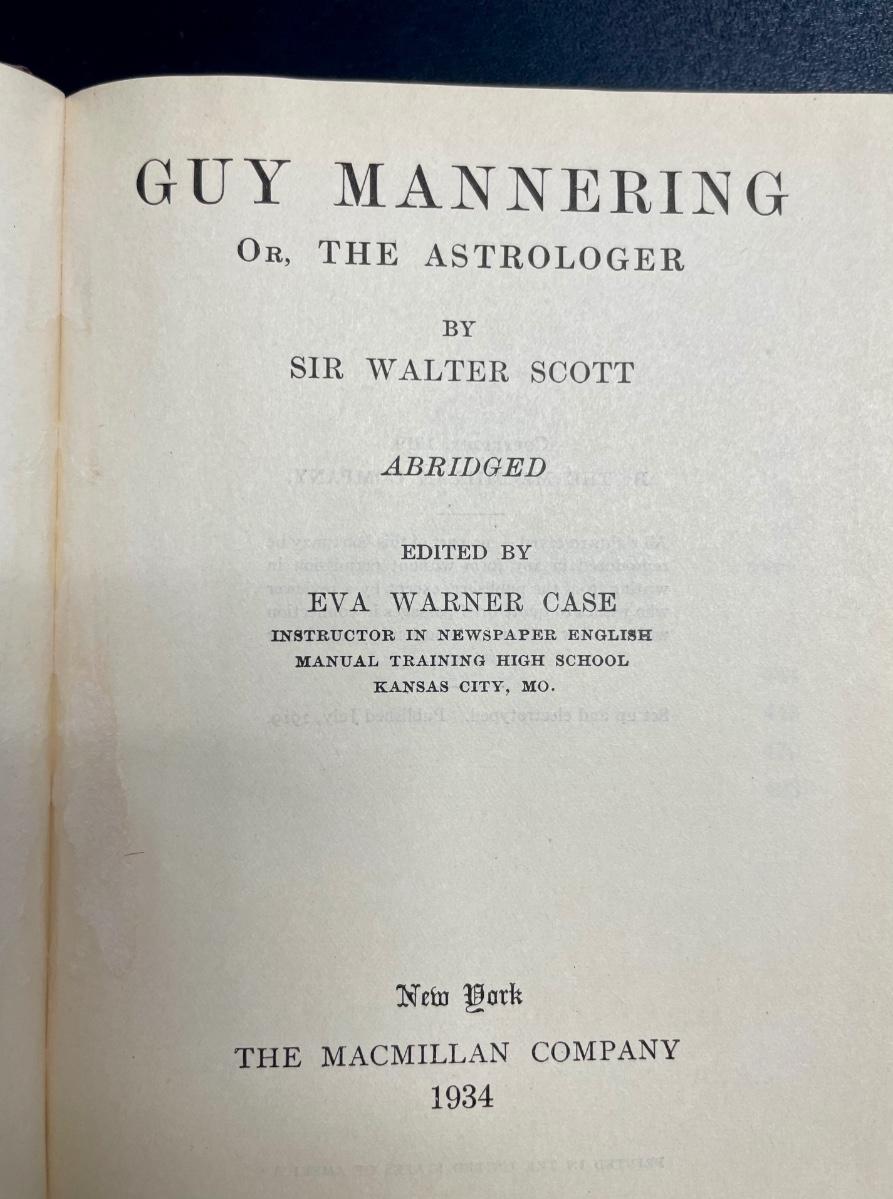 GUY MANNERING
OR, THE ASTROLOGER
BY
SIR WALTER SCOTT
ABRIDGED
EDITED BY
EVA WARNER CASE
INSTRUCTOR IN NEWSPAPER ENGLISH
MANUAL TRAINING HIGH SCHOOL
KANSAS CITY, MO.
New York
THE MACMILLAN COMPANY
1934